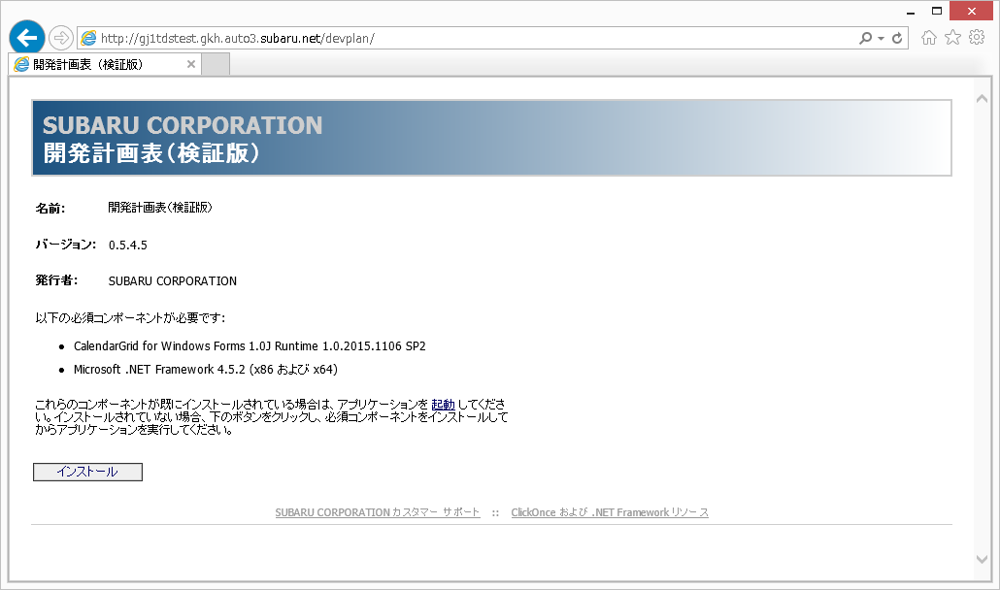 http://gj1tdstest.gkh.auto3.subaru.net/devplan/
開発計画表（検証版）
SUBARU CORPORATION
開発計画表（検証版）
名前: 開発計画表（検証版）
バージョン: 0.5.4.5
発行者: SUBARU CORPORATION
以下の必須コンポーネントが必要です:
• CalendarGrid for Windows Forms 1.0J Runtime 1.0.2015.1106 SP2
• Microsoft .NET Framework 4.5.2 (x86 および x64)
これらのコンポーネントが既にインストールされている場合は、アプリケーションを 起動 してくださ
い。インストールされていない場合、下のボタンをクリックし、必須コンポーネントをインストールして
からアプリケーションを実行してください。
インストール
SUBARU CORPORATION カスタマー サポート :: ClickOnce および .NET Framework リソース